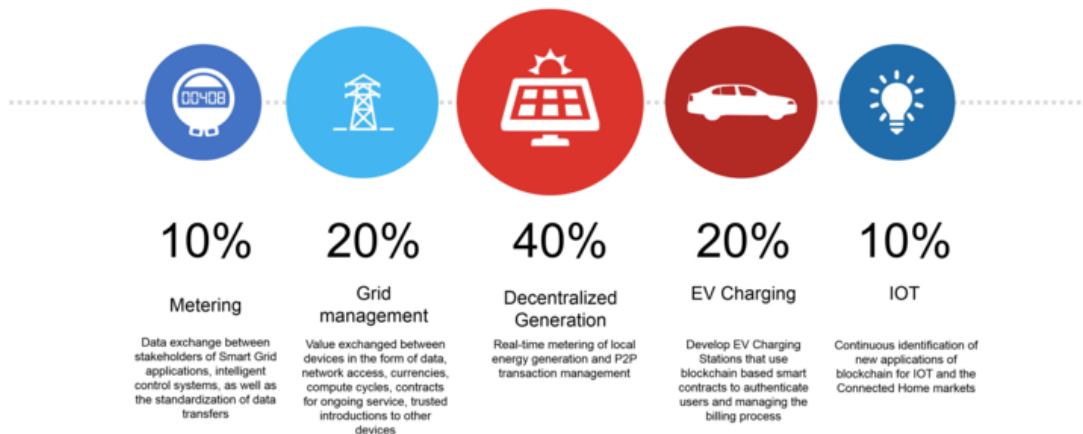 00408
10%
Metering
Data exchange between
stakeholders of Smart Grid
applications, intelligent
control systems, as well as
the standardization of data
transfers
20%
Grid
management
Value exchanged between
devices in the form of data,
network access, currencies,
compute cycles, contracts
for ongoing service, trusted
introductions to other
devices
40%
Decentralized
Generation
Real-time metering of local
energy generation and P2P
transaction management
20%
EV Charging
Develop EV Charging
Stations that use
blockchain based smart
contracts to authenticate
users and managing the
billing process
10%
IOT
Continuous identification of
new applications of
blockchain for IOT and the
Connected Home markets